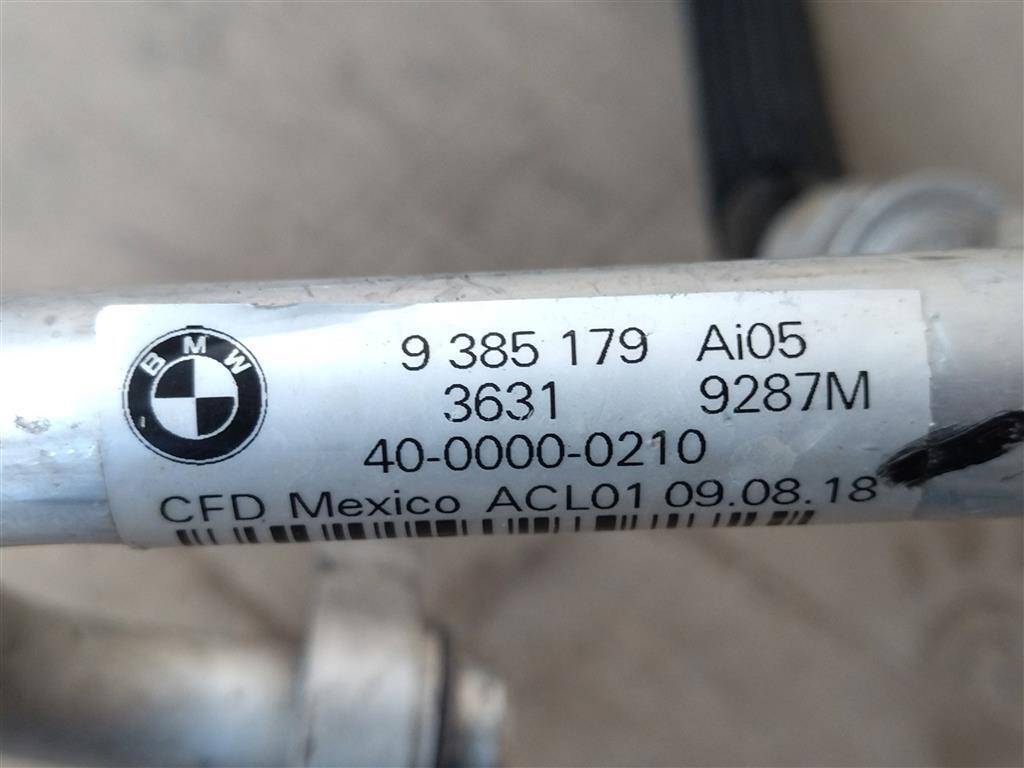 BMW
9 385 179 Ai05
3631 9287M
40-0000-0210
CFD Mexico ACL01 09.08.18